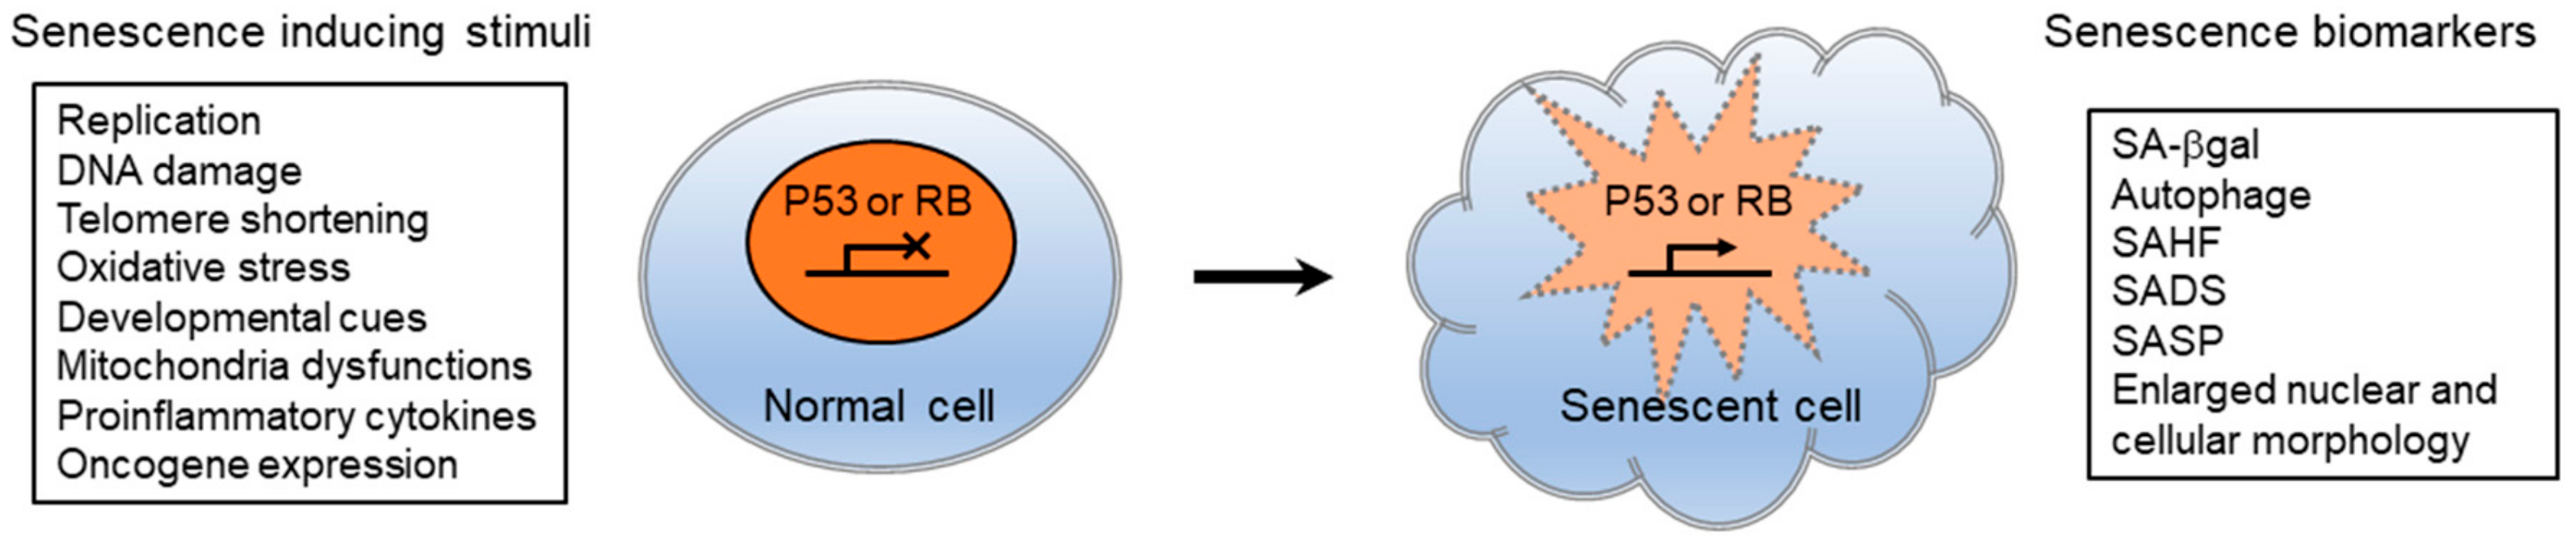 Senescence inducing stimuli
Replication
DNA damage
Telomere shortening
Oxidative stress
Developmental cues
Mitochondria dysfunctions
Proinflammatory cytokines
Oncogene expression
P53 or RB
Normal cell
P53 or RB
Senescent cell
Senescence biomarkers
SA-βgal
Autophage
SAHF
SADS
SASP
Enlarged nuclear and
cellular morphology